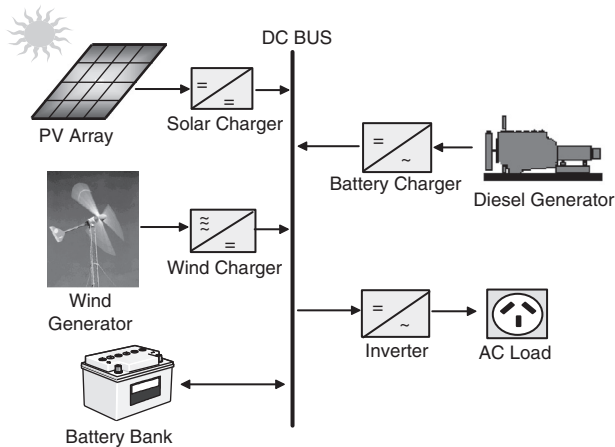 DC BUS
PV Array
Solar Charger
Battery Charger
Diesel Generator
Wind Charger
Wind
Generator
Inverter
AC Load
Battery Bank